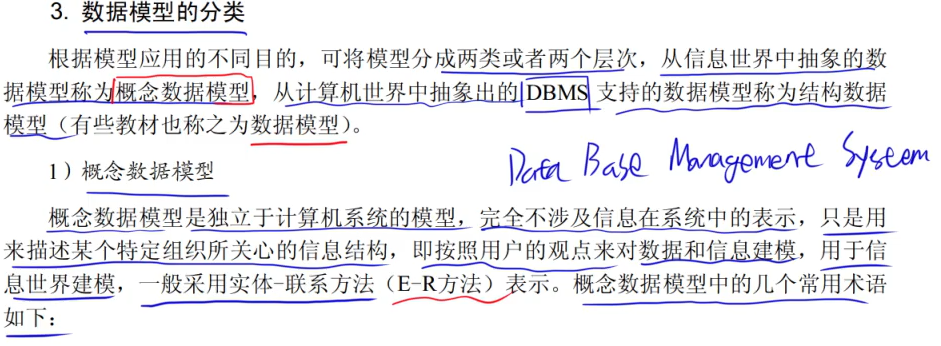 3. 数据模型的分类
根据模型应用的不同目的，可将模型分成两类或者两个层次，从信息世界中抽象的数
据模型称为概念数据模型，从计算机世界中抽象出的 DBMS 支持的数据模型称为结构数据
模型（有些教材也称之为数据模型）。
Data Base Management System
1）概念数据模型
概念数据模型是独立于计算机系统的模型，完全不涉及信息在系统中的表示，只是用
来描述某个特定组织所关心的信息结构，即按照用户的观点来对数据和信息建模，用于信
息世界建模，一般采用实体-联系方法（E-R方法）表示。概念数据模型中的几个常用术语
如下：